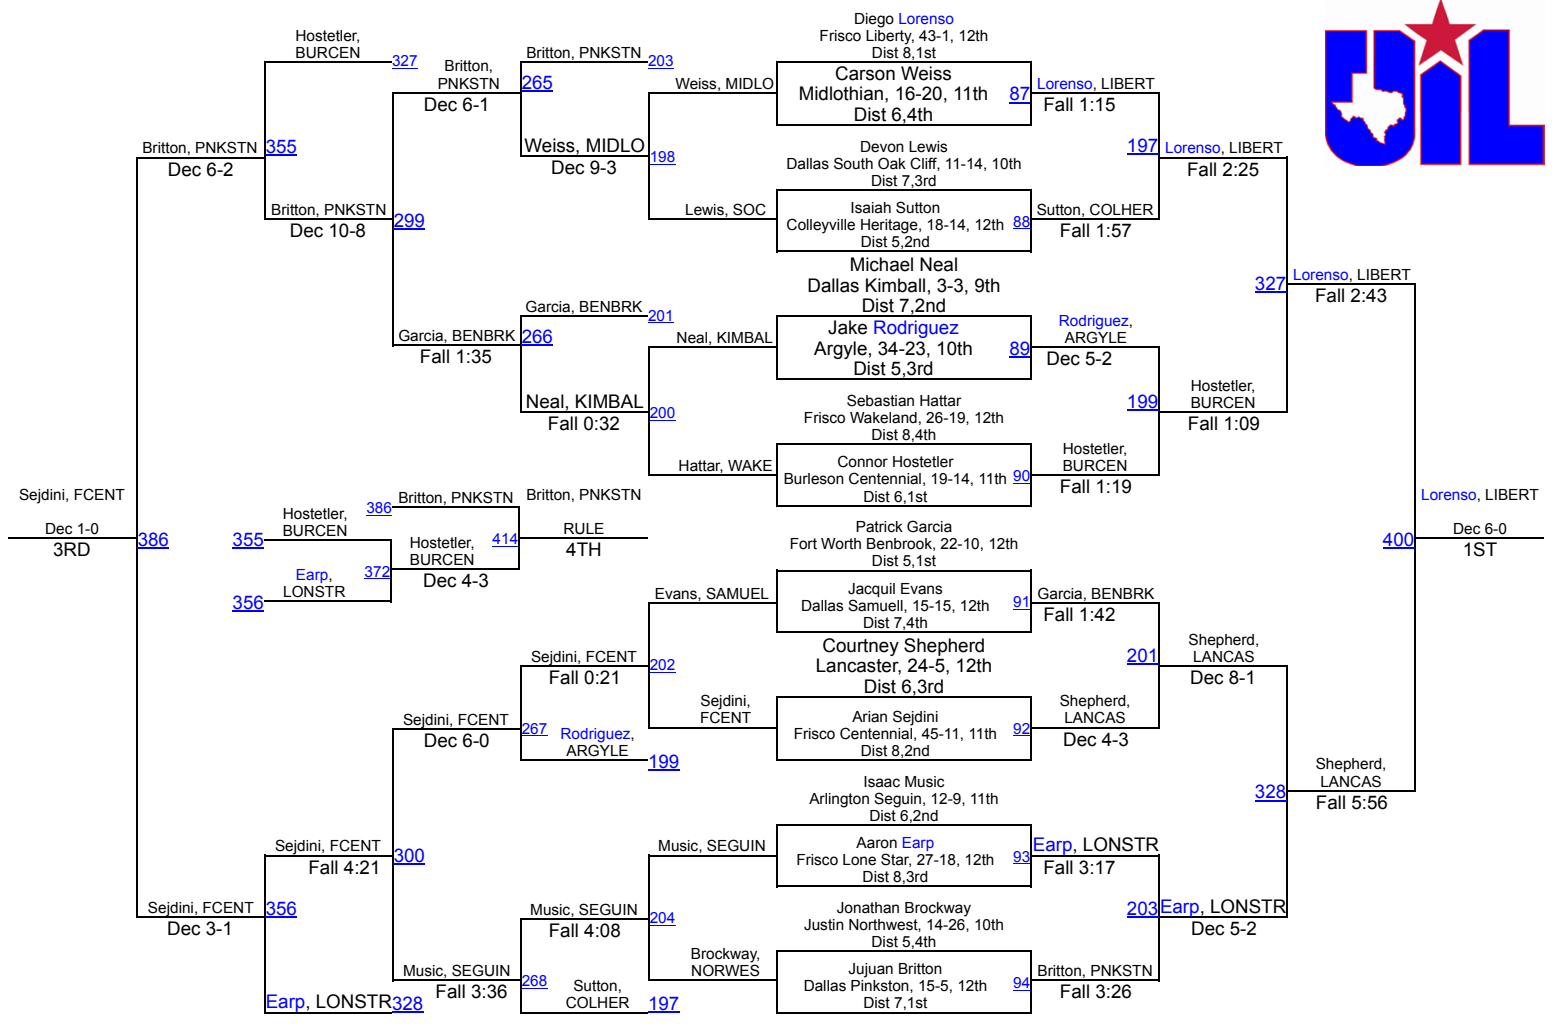 Diego Lorenso
Frisco Liberty, 43-1, 12th
Dist 8,1st
Carson Weiss
Midlothian, 16-20, 11th
Dist 6,4th
87
Devon Lewis
Dallas South Oak Cliff, 11-14, 10th
Dist 7,3rd
Isaiah Sutton
Colleyville Heritage, 18-14, 12th
Dist 5,2nd
88
Michael Neal
Dallas Kimball, 3-3, 9th
Dist 7,2nd
Jake Rodriguez
Argyle, 34-23, 10th
Dist 5,3rd
89
Sebastian Hattar
Frisco Wakeland, 26-19, 12th
Dist 8,4th
Connor Hostetler
Burleson Centennial, 19-14, 11th
Dist 6,1st
90
Patrick Garcia
Fort Worth Benbrook, 22-10, 12th
Dist 5,1st
Jacquil Evans
Dallas Samuell, 15-15, 12th
Dist 7,4th
91
Courtney Shepherd
Lancaster, 24-5, 12th
Dist 6,3rd
Arian Sejdini
Frisco Centennial, 45-11, 11th
Dist 8,2nd
92
Isaac Music
Arlington Seguin, 12-9, 11th
Dist 6,2nd
Aaron Earp
Frisco Lone Star, 27-18, 12th
Dist 8,3rd
93
Jonathan Brockway
Justin Northwest, 14-26, 10th
Dist 5,4th
Jujuan Britton
Dallas Pinkston, 15-5, 12th
Dist 7,1st
94
Lorenso, LIBERT
Fall 1:15
Sutton, COLHER
Fall 1:57
Rodriguez,
ARGYLE
Dec 5-2
Hostetler,
BURCEN
Fall 1:19
Garcia, BENBRK
Fall 1:42
Shepherd,
LANCAS
Dec 4-3
Earp, LONSTR
Fall 3:17
Britton, PNKSTN
Fall 3:26
197
Lorenso, LIBERT
Fall 2:25
199
Hostetler,
BURCEN
Fall 1:09
201
Shepherd,
LANCAS
Dec 8-1
203
Earp, LONSTR
Dec 5-2
327
Lorenso, LIBERT
Fall 2:43
328
Shepherd,
LANCAS
Fall 5:56
400
Lorenso, LIBERT
Dec 6-0
1ST
Weiss, MIDLO
Lewis, SOC
Neal, KIMBAL
Hattar, WAKE
Evans, SAMUEL
Sejdini,
FCENT
Music, SEGUIN
Brockway,
NORWES
Britton, PNKSTN
203
Weiss, MIDLO
Dec 9-3
198
Garcia, BENBRK
201
Neal, KIMBAL
Fall 0:32
200
Sejdini, FCENT
Fall 0:21
202
Rodriguez,
ARGYLE
199
Music, SEGUIN
Fall 4:08
204
Sutton,
COLHER
197
Britton,
PNKSTN
Dec 6-1
265
Garcia, BENBRK
Fall 1:35
266
Sejdini, FCENT
Dec 6-0
267
Music, SEGUIN
Fall 3:36
268
Hostetler,
BURCEN
327
Britton, PNKSTN
Dec 10-8
299
Sejdini, FCENT
Fall 4:21
300
Earp, LONSTR
328
Britton, PNKSTN
Dec 6-2
355
Sejdini, FCENT
Dec 3-1
356
Sejdini, FCENT
Dec 1-0
3RD
386
355
Hostetler,
BURCEN
356
Earp,
LONSTR
372
Hostetler,
BURCEN
Dec 4-3
386
Britton, PNKSTN
414
Britton, PNKSTN
RULE
4TH
UIL